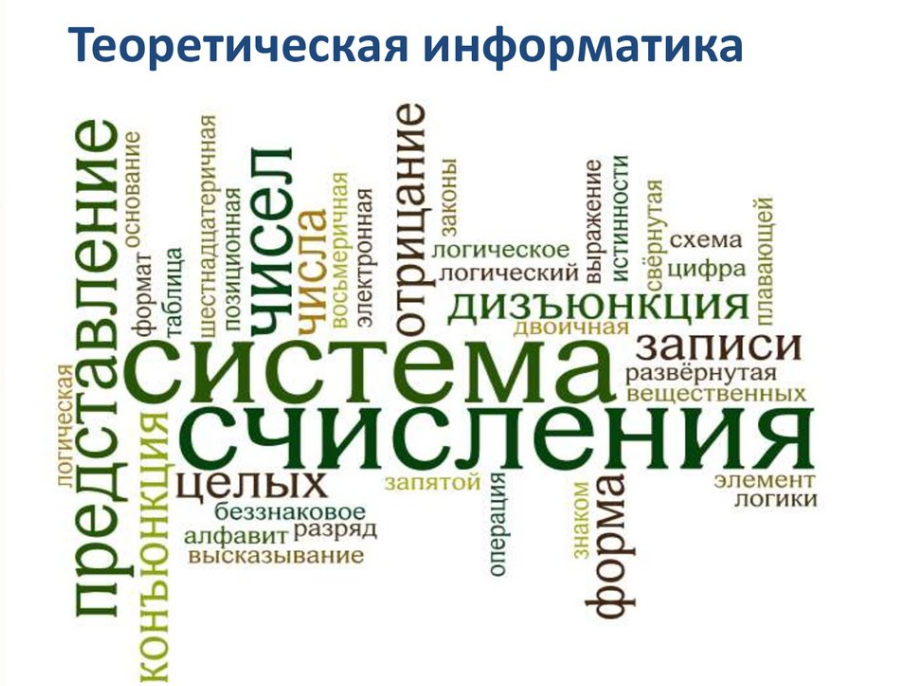 Теоретическая информатика
представление
основание
формат
таблица
шестнадцатеричная
позиционная
чисел
числа
восьмеричная
электронная
отрицание
законы
логическое
логический
выражение
истинности
свёрнутая
схема
цифра
плавающей
дизъюнкция
двоичная
система
записи
развёрнутая
вещественных
счисления
логическая
конъюнкция
целых
беззнаковое
алфавит
разряд
высказывание
запятой
операция
знаком
форма
элемент
логики